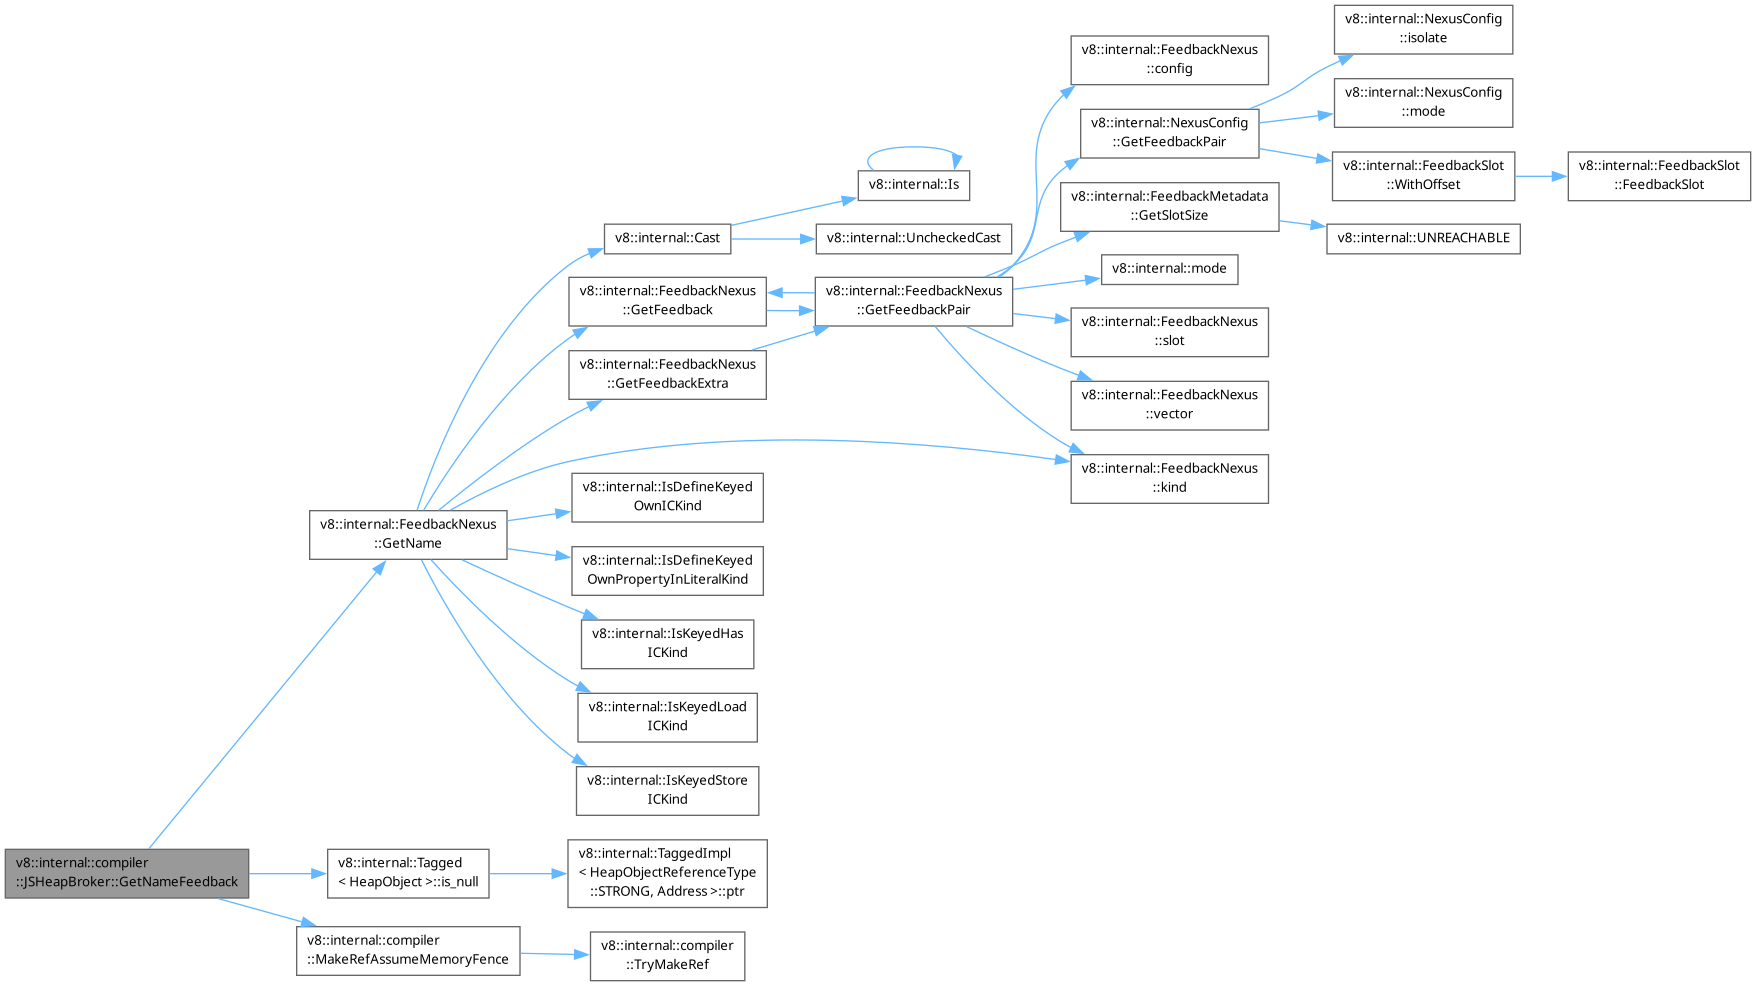 v8::internal::compiler
::JSHeapBroker::GetNameFeedback
v8::internal::FeedbackNexus
::GetName
v8::internal::Tagged
< HeapObject >::is_null
v8::internal::compiler
::MakeRefAssumeMemoryFence
v8::internal::Cast
v8::internal::FeedbackNexus
::GetFeedback
v8::internal::FeedbackNexus
::GetFeedbackExtra
v8::internal::IsDefineKeyed
OwnICKind
v8::internal::IsDefineKeyed
OwnPropertyInLiteralKind
v8::internal::IsKeyedHas
ICKind
v8::internal::IsKeyedLoad
ICKind
v8::internal::IsKeyedStore
ICKind
v8::internal::TaggedImpl
< HeapObjectReferenceType
::STRONG, Address >::ptr
v8::internal::compiler
::TryMakeRef
v8::internal::Is
v8::internal::UncheckedCast
v8::internal::FeedbackNexus
::GetFeedbackPair
v8::internal::FeedbackNexus
::config
v8::internal::NexusConfig
::GetFeedbackPair
v8::internal::FeedbackMetadata
::GetSlotSize
v8::internal::mode
v8::internal::FeedbackNexus
::slot
v8::internal::FeedbackNexus
::vector
v8::internal::FeedbackNexus
::kind
v8::internal::NexusConfig
::isolate
v8::internal::NexusConfig
::mode
v8::internal::FeedbackSlot
::WithOffset
v8::internal::UNREACHABLE
v8::internal::FeedbackSlot
::FeedbackSlot